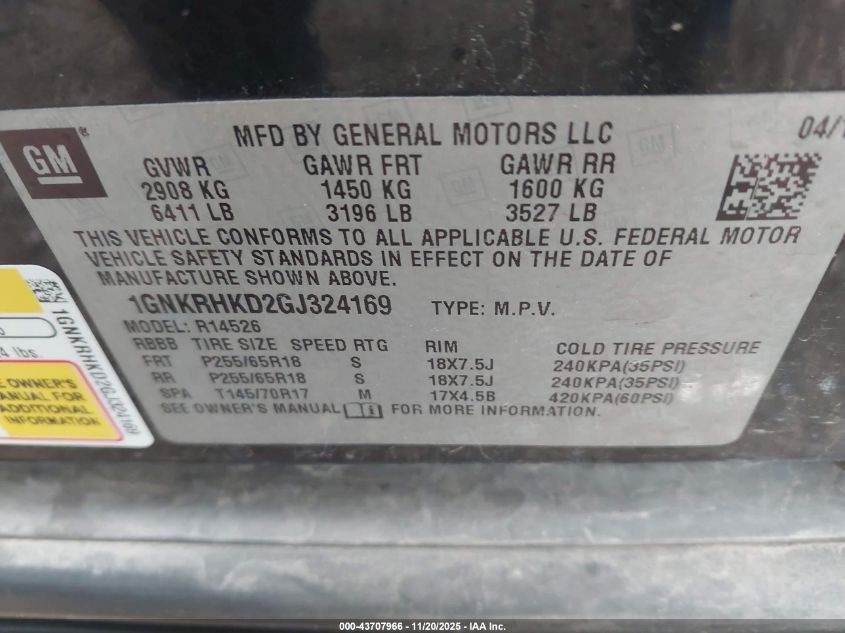 GM®
MFD BY GENERAL MOTORS LLC
04/1
GVWR GAWR FRT GAWR RR
2908 KG 1450 KG 1600 KG
6411 LB 3196 LB 3527 LB
THIS VEHICLE CONFORMS TO ALL APPLICABLE U.S. FEDERAL MOTOR
VEHICLE SAFETY STANDARDS IN EFFECT ON THE DATE OF
MANUFACTURE SHOWN ABOVE.
1GNKRHKD2GJ324169 TYPE: M.P.V.
MODEL: R14526
RBBB TIRE SIZE SPEED RTG RIM COLD TIRE PRESSURE
FRT P255/65R18 S 18X7.5J 240KPA(35PSI)
RR P255/65R18 S 18X7.5J 240KPA(35PSI)
SPA T145/70R17 M 17X4.5B 420KPA(60PSI)
SEE OWNER'S MANUAL FOR MORE INFORMATION.
lbs.
E OWNER'S
MANUAL FOR
ADDITIONAL
INFORMATION
1GNKRHKD2GJ324169
000-43707966 - 11/20/2025 - IAA Inc.